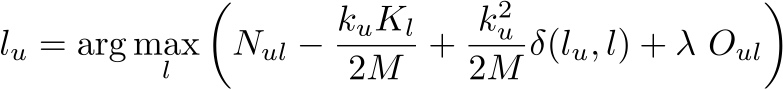 l_u = \arg\max_l \left( N_{ul} - \frac{k_u K_l}{2M} + \frac{k_u^2}{2M} \delta(l_u, l) + \lambda \, O_{ul} \right)